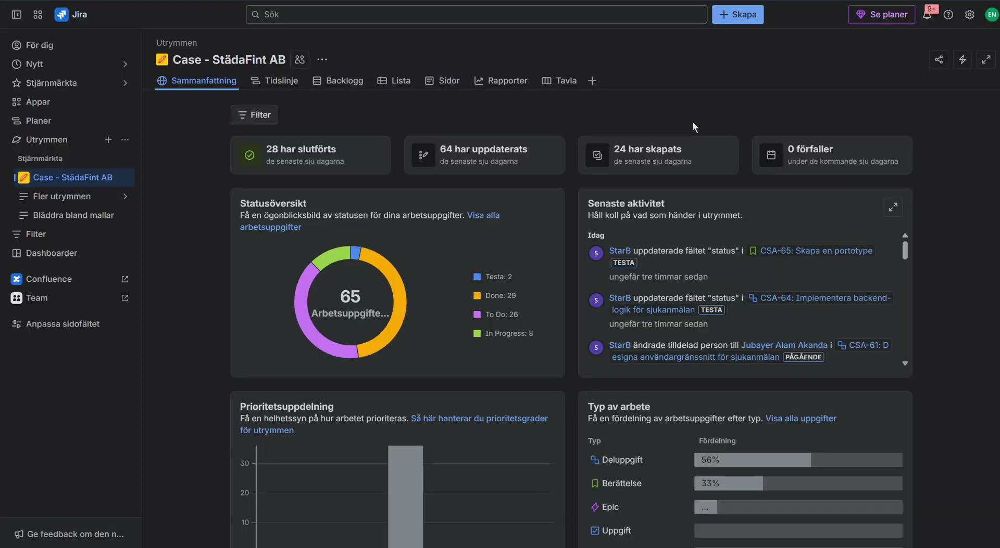 Jira
Sök
Skapa
Se planer
9+
EN
För dig
Nytt
Stjärnmärkta
Appar
Planer
Utrymmen
Stjärnmärkta
Case - StädaFint AB
Fler utrymmen
Bläddra bland mallar
Filter
Dashboarder
Confluence
Team
Anpassa sidofältet
Ge feedback om den n...
Utrymmen
Case - StädaFint AB
Sammanfattning
Tidslinje
Backlogg
Lista
Sidor
Rapporter
Tavla
Filter
28 har slutförts
de senaste sju dagarna
64 har uppdaterats
de senaste sju dagarna
24 har skapats
de senaste sju dagarna
0 förfaller
under de kommande sju dagarna
Statusöversikt
Få en ögonblicksbild av statusen för dina arbetsuppgifter. Visa alla
arbetsuppgifter
65
Arbetsuppgifte...
Testa: 2
Done: 29
To Do: 26
In Progress: 8
Senaste aktivitet
Håll koll på vad som händer i utrymmet.
Idag
S
StarB uppdaterade fältet "status" i CSA-65: Skapa en portotype
TESTA
ungefär tre timmar sedan
S
StarB uppdaterade fältet "status" i CSA-64: Implementera backend-
logik för sjukanmälan TESTA
ungefär tre timmar sedan
S
StarB ändrade tilldelad person till Jubayer Alam Akanda i CSA-61: D
esigna användargränssnitt för sjukanmälan PÅGÅENDE
Prioritetsuppdelning
Få en helhetssyn på hur arbetet prioriteras. Så här hanterar du prioritetsgrader
för utrymmen
30
20
10
Typ av arbete
Få en fördelning av arbetsuppgifter efter typ. Visa alla uppgifter
Typ
Fördelning
Deluppgift
56%
Berättelse
33%
Epic
...
Uppgift